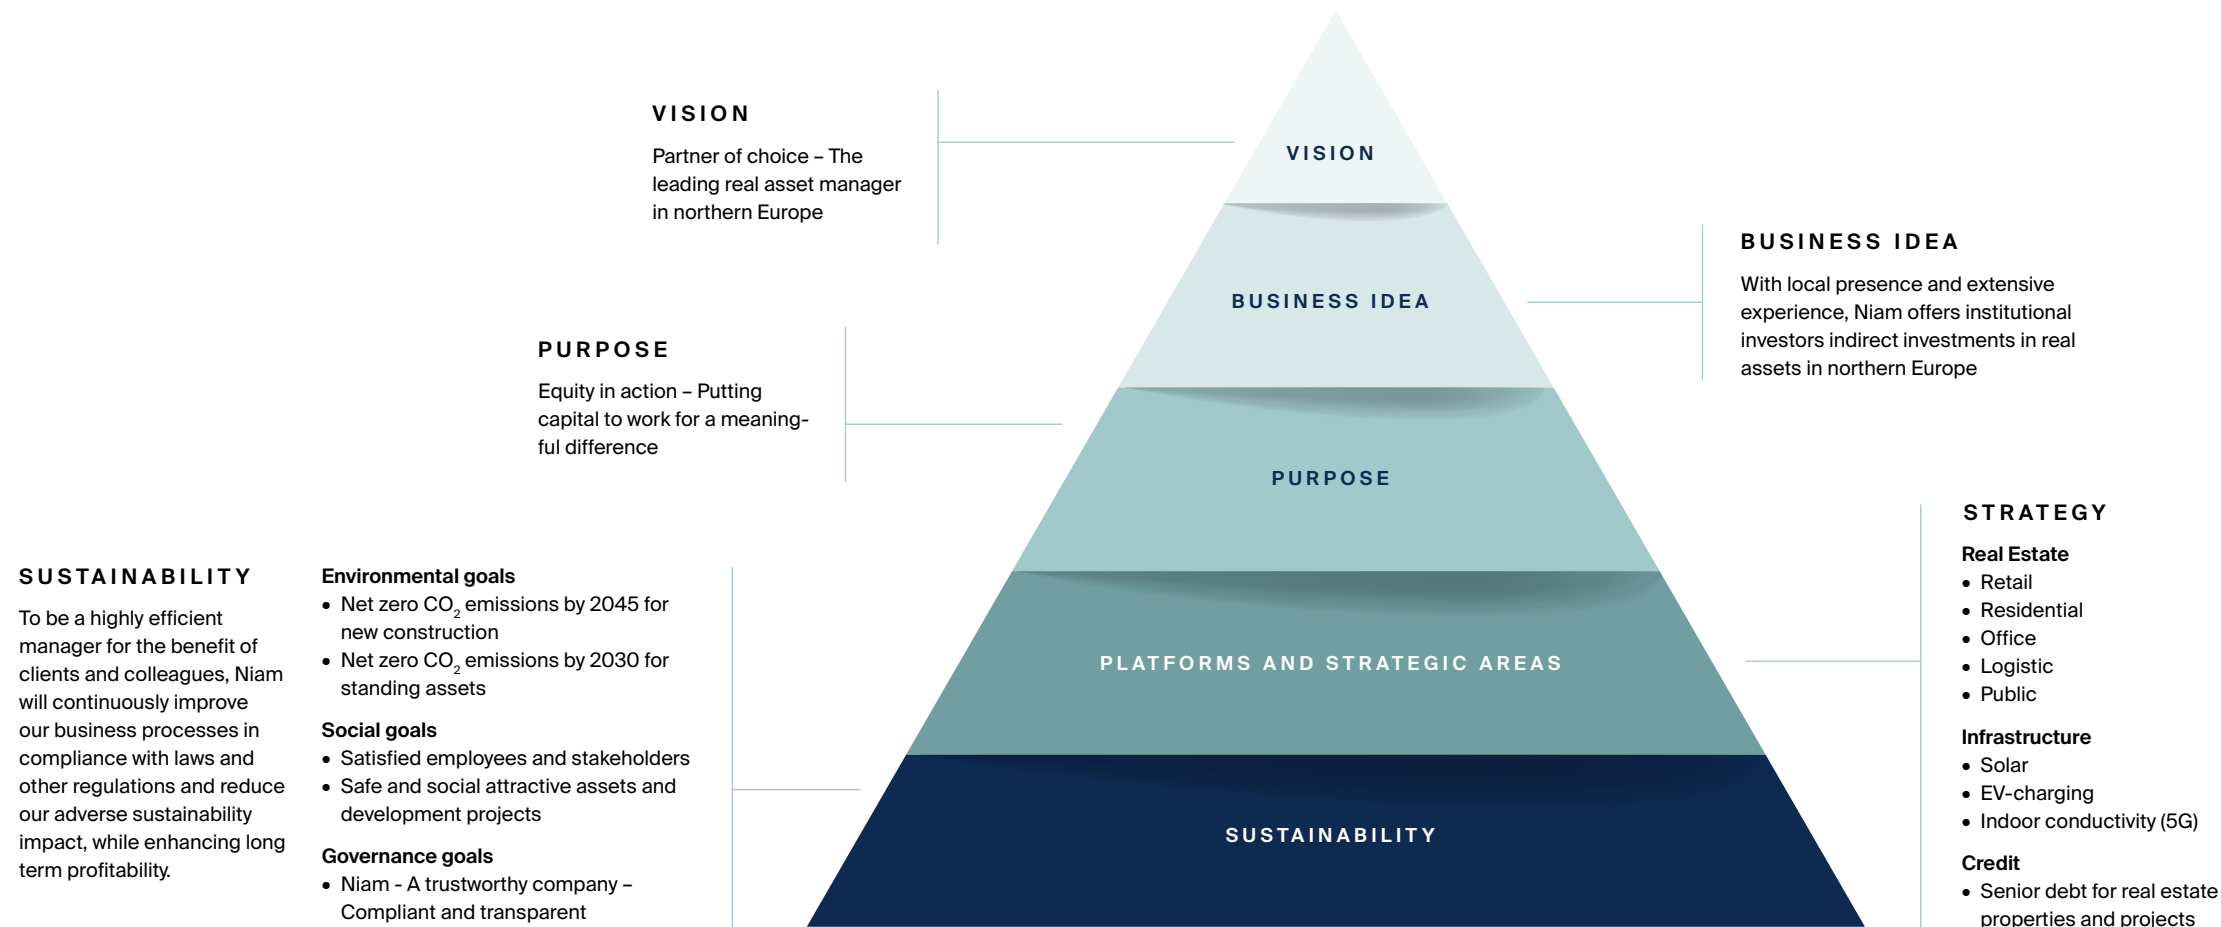 VISION
Partner of choice – The
leading real asset manager
in northern Europe
VISION
BUSINESS IDEA
With local presence and extensive
experience, Niam offers institutional
investors indirect investments in real
assets in northern Europe
BUSINESS IDEA
PURPOSE
Equity in action – Putting
capital to work for a meaning-
ful difference
PURPOSE
STRATEGY
Real Estate
• Retail
• Residential
• Office
• Logistic
• Public
Infrastructure
• Solar
• EV-charging
• Indoor conductivity (5G)
Credit
• Senior debt for real estate
properties and projects
PLATFORMS AND STRATEGIC AREAS
SUSTAINABILITY
To be a highly efficient
manager for the benefit of
clients and colleagues, Niam
will continuously improve
our business processes in
compliance with laws and
other regulations and reduce
our adverse sustainability
impact, while enhancing long
term profitability.
Environmental goals
• Net zero CO₂ emissions by 2045 for
new construction
• Net zero CO₂ emissions by 2030 for
standing assets
Social goals
• Satisfied employees and stakeholders
• Safe and social attractive assets and
development projects
Governance goals
• Niam - A trustworthy company –
Compliant and transparent
SUSTAINABILITY